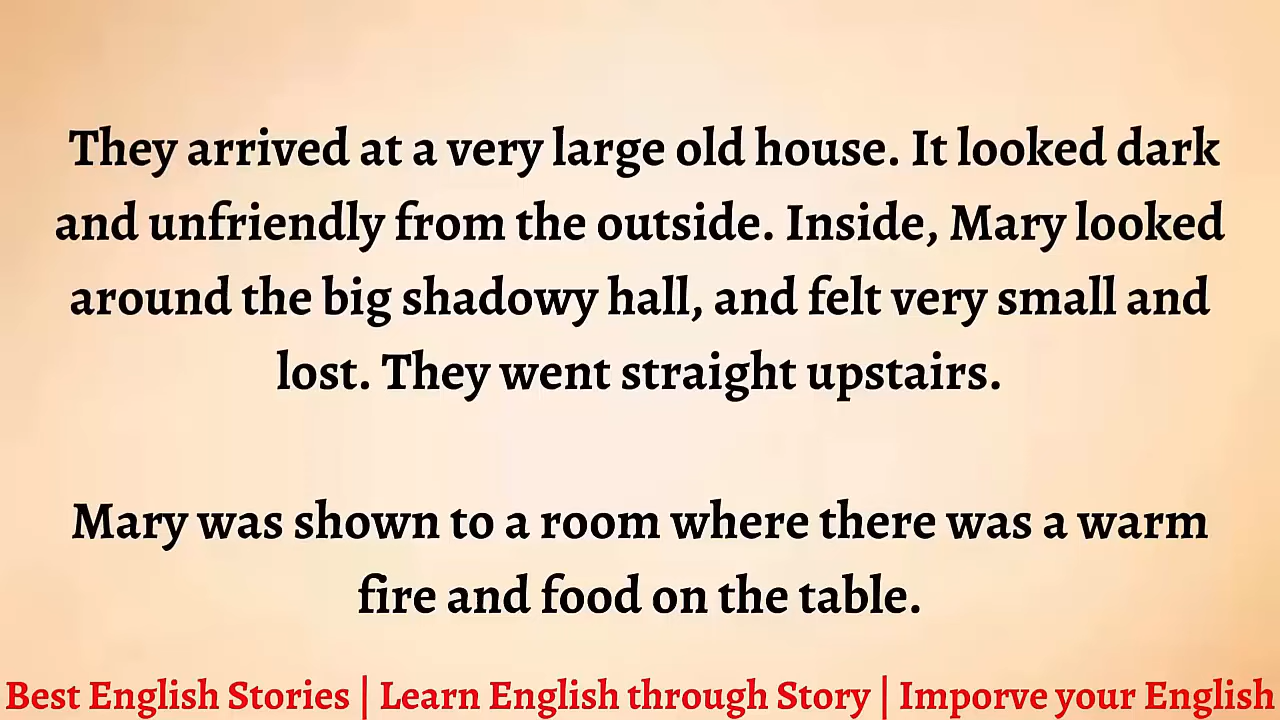 They arrived at a very large old house. It looked dark
and unfriendly from the outside. Inside, Mary looked
around the big shadowy hall, and felt very small and
lost. They went straight upstairs.
Mary was shown to a room where there was a warm
fire and food on the table.
Best English Stories | Learn English through Story | Imporve your English